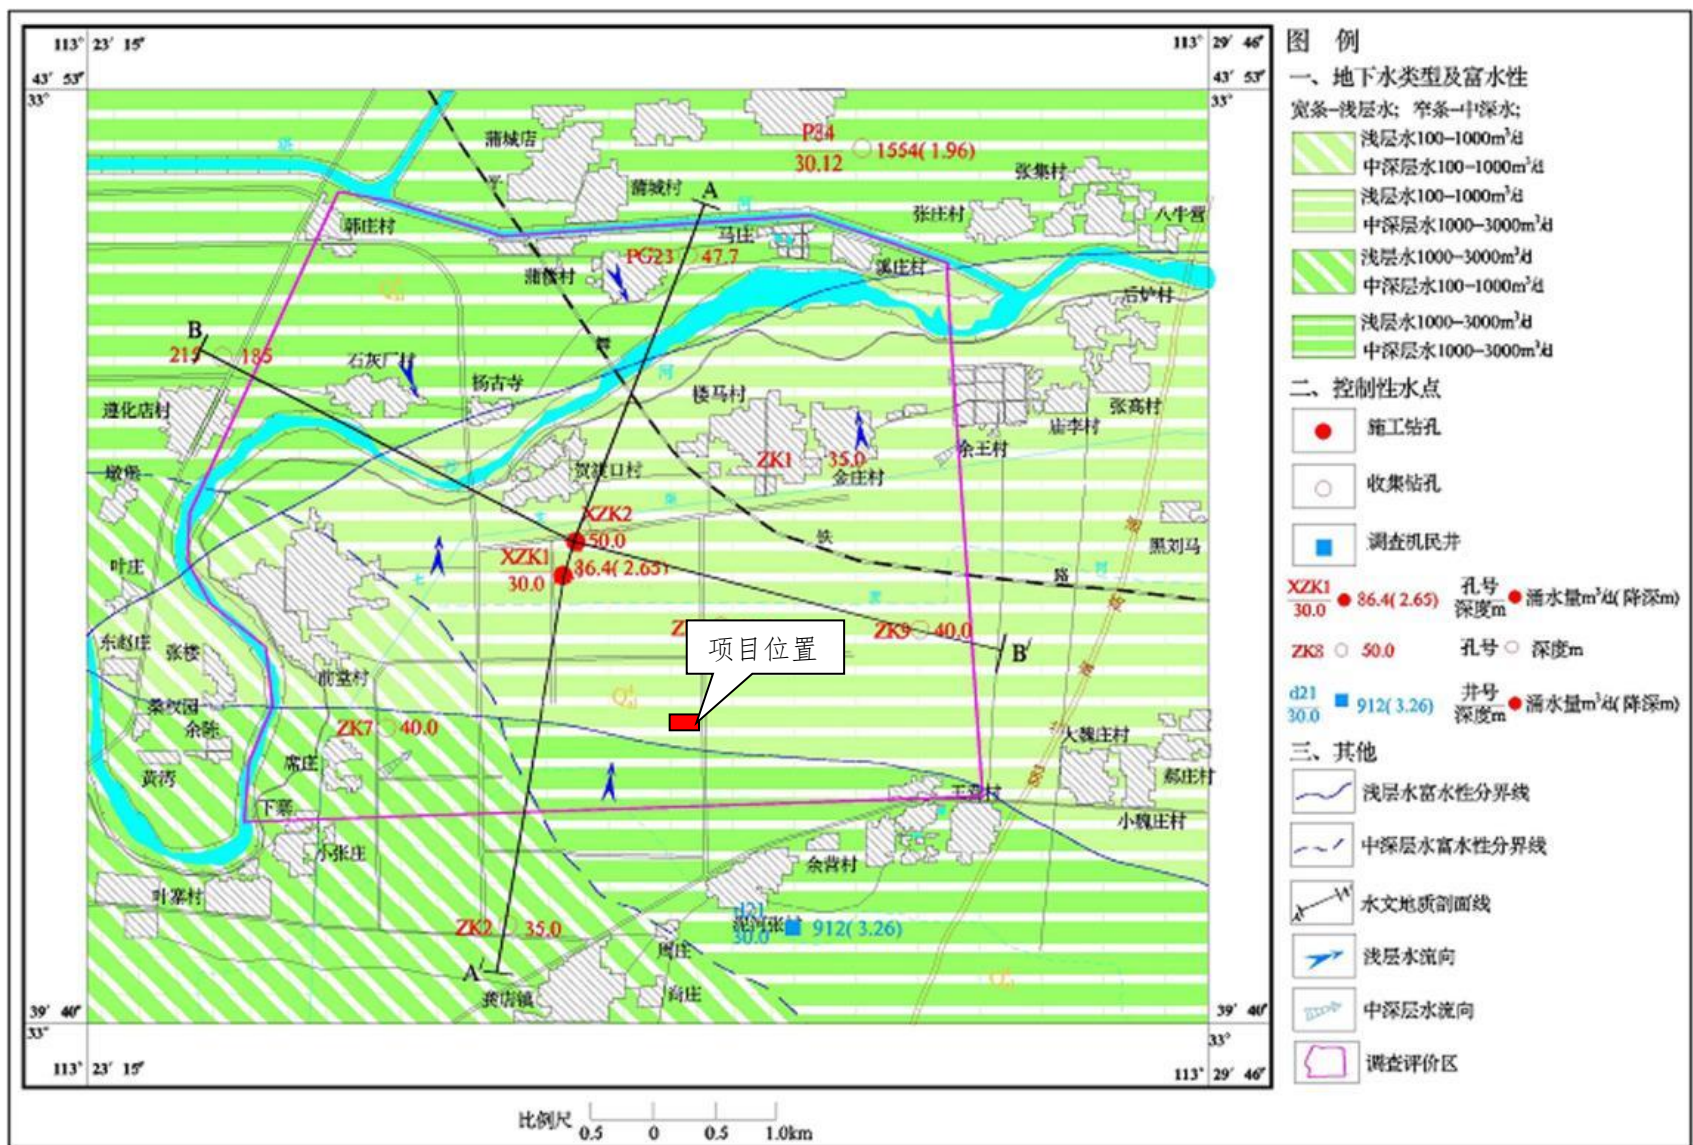 113° 23′ 15″
113° 29′ 46″
43′ 53″
33°
43′ 53″
33°
蒲城店
P84
30.12
1554( 1.96)
张集村
平
蒲城村
A
河
张庄村
八牛营
韩庄村
马庄
PG23
47.7
蒲楼村
溪庄村
后炉村
B
215
185
石灰厂村
杨古寺
河
楼马村
遵化店村
张高村
庙李村
ZK1
35.0
余王村
金庄村
贺渡口村
XZK2
50.0
铁
黑刘马
XZK1
30.0
86.4( 2.65)
路
叶庄
ZK9
40.0
项目位置
B′
东赵庄
张楼
前堂村
余陈
ZK7
40.0
大魏庄村
席庄
黄湾
郝庄村
下寨
小魏庄村
小张庄
余营村
叶寨村
d21
30.0
912( 3.26)
ZK2
35.0
周庄
A′
龚店镇
高庄
39′ 40″
33°
39′ 40″
33°
113° 23′ 15″
113° 29′ 46″
比例尺
0.5 0 0.5 1.0km
图 例
一、地下水类型及富水性
宽条-浅层水; 窄条-中深水;
浅层水100-1000m³/d
中深层水100-1000m³/d
浅层水100-1000m³/d
中深层水1000-3000m³/d
浅层水1000-3000m³/d
中深层水100-1000m³/d
浅层水1000-3000m³/d
中深层水1000-3000m³/d
二、控制性水点
施工钻孔
收集钻孔
调查机民井
XZK1
30.0
86.4( 2.65)
孔号
深度m
涌水量m³/d( 降深m)
ZK8
50.0
孔号
深度m
d21
30.0
912( 3.26)
井号
深度m
涌水量m³/d( 降深m)
三、其他
浅层水富水性分界线
中深层水富水性分界线
A
A′
水文地质剖面线
浅层水流向
中深层水流向
调查评价区